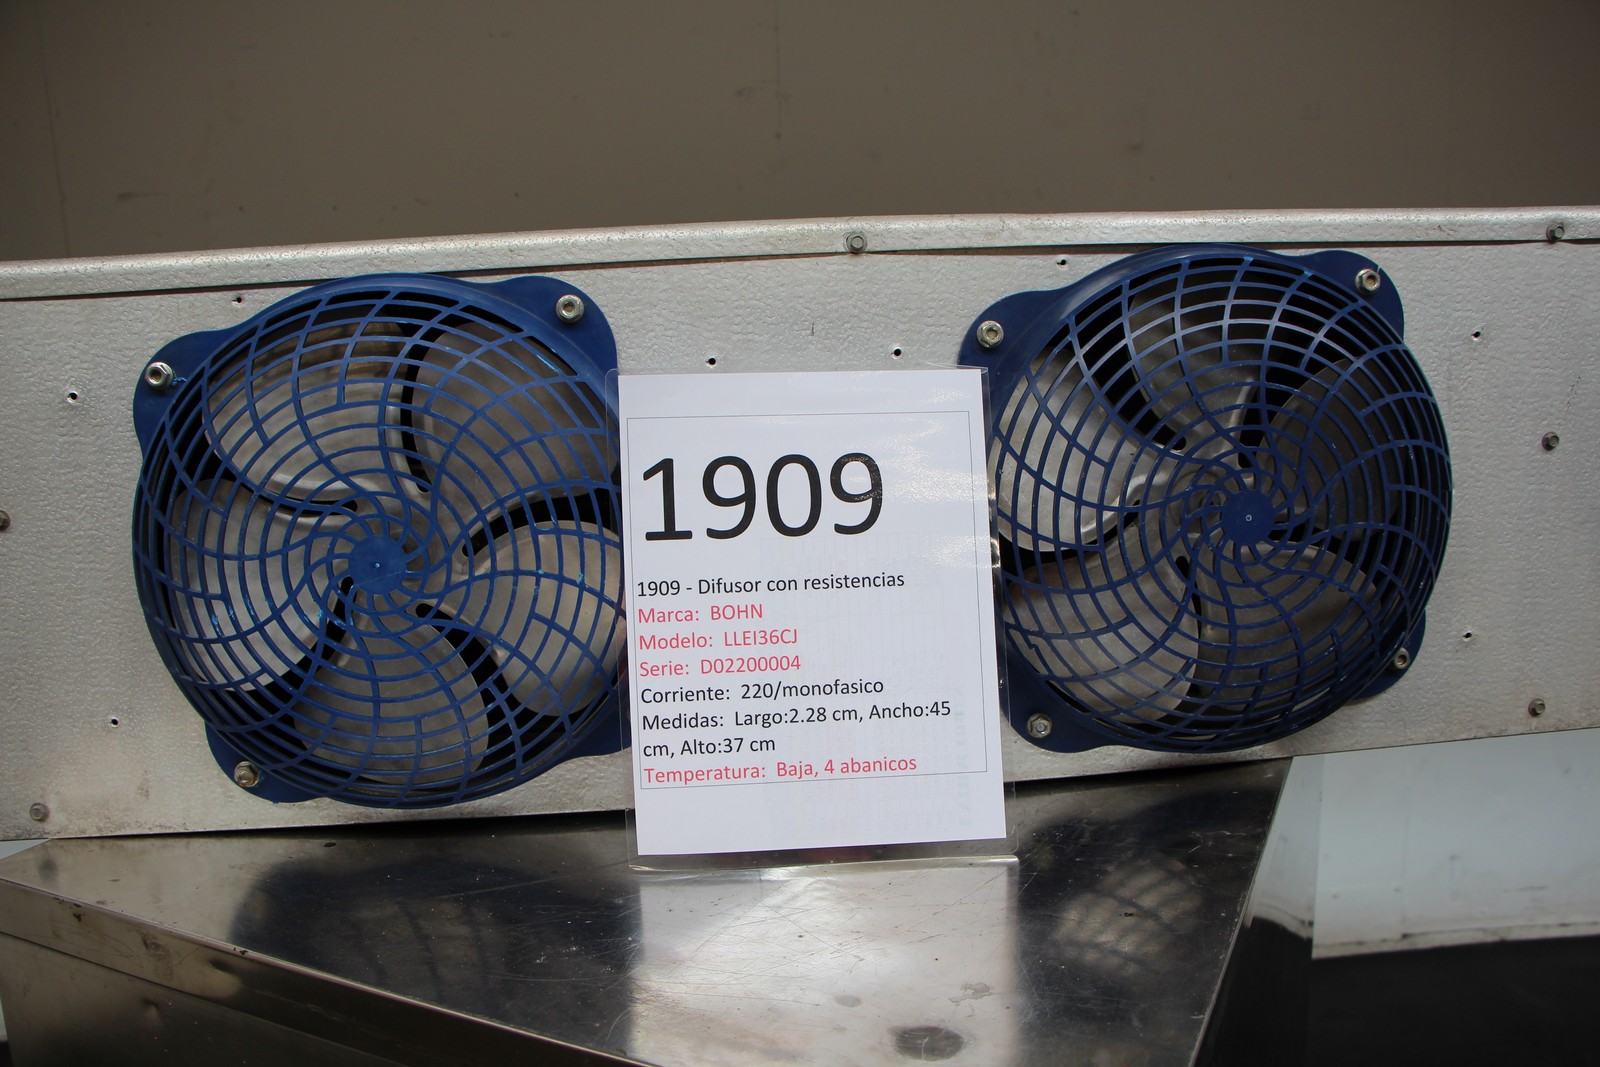 1909
1909 - Difusor con resistencias
Marca:  BOHN
Modelo:  LLEI36CJ
Serie:  D02200004
Corriente:  220/monofasico
Medidas:  Largo:2.28 cm, Ancho:45
cm, Alto:37 cm
Temperatura:  Baja, 4 abanicos